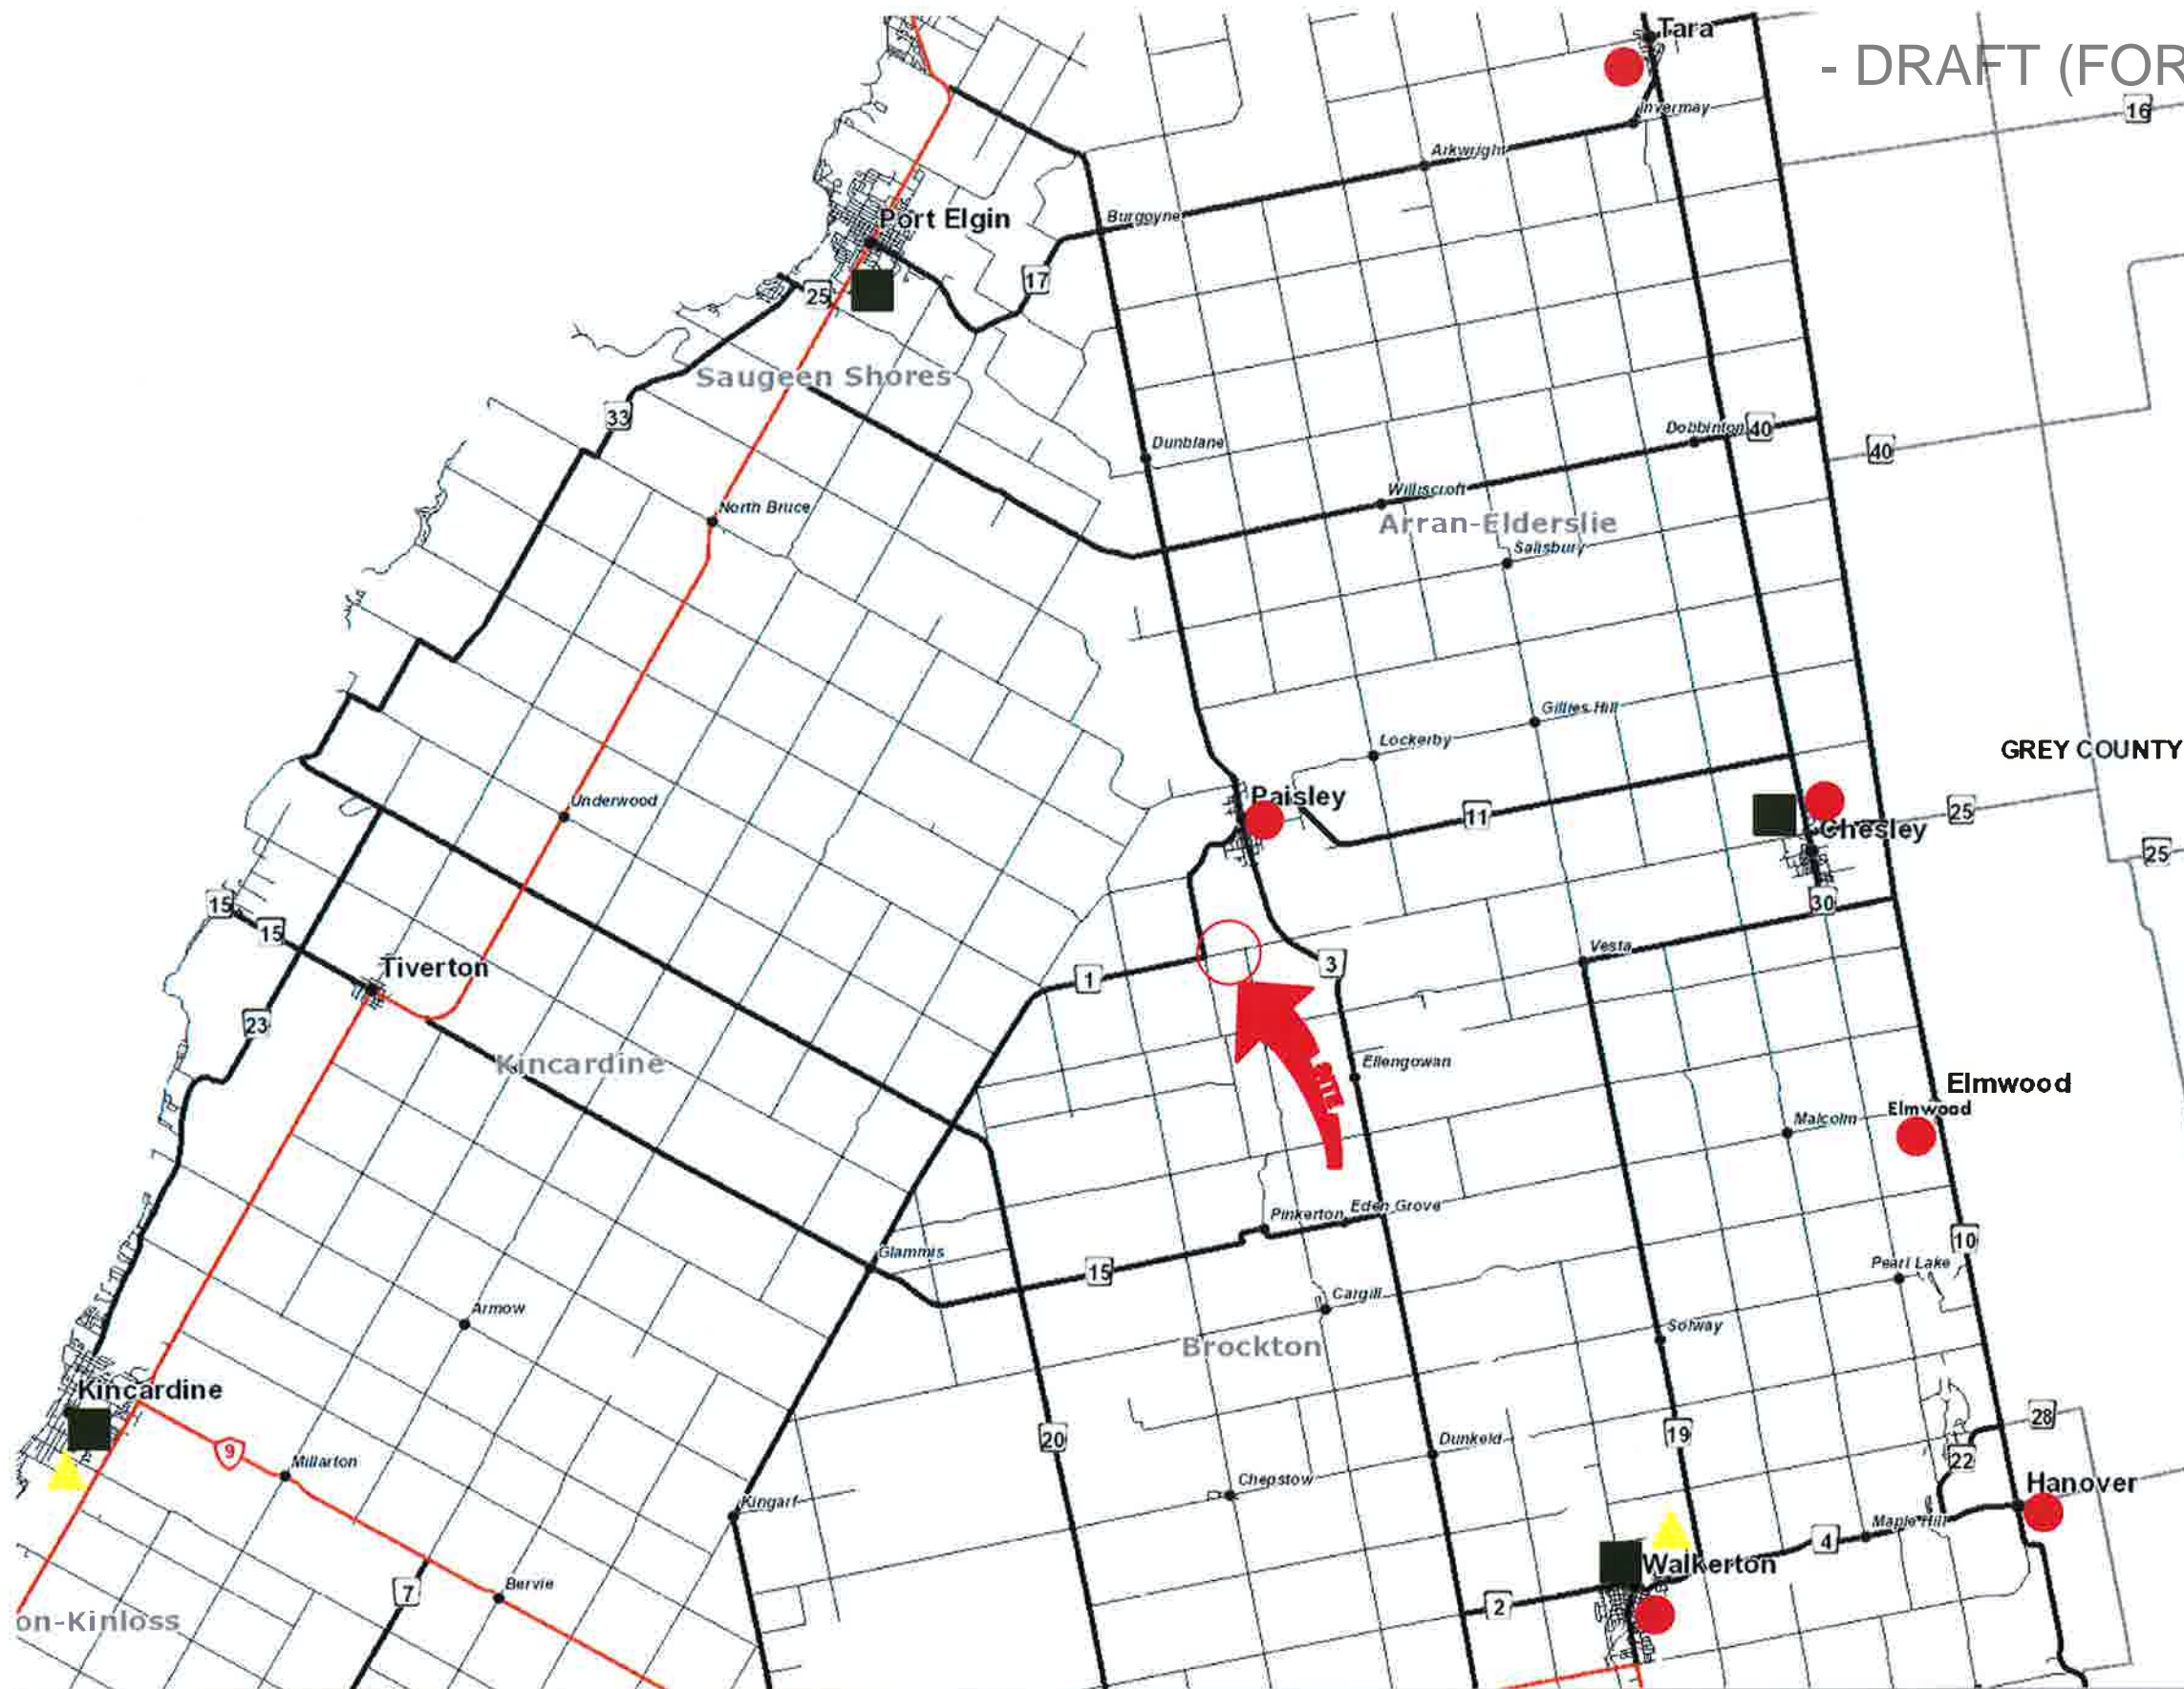 Tara
- DRAFT (FOR
Invermay
16
Arkwright
Burgoyne
Port Elgin
17
25
Saugeen Shores
33
Dobbinton
40
40
Dunblane
Williscroft
North Bruce
Arran-Elderslie
Salisbury
Gillies Hill
Lockerby
GREY COUNTY
Paisley
Underwood
11
25
Chesley
25
15
30
15
Vesta
Tiverton
3
1
23
Kincardine
Ellengowan
SITE
Elmwood
Elmwood
Malcolm
Pinkerton
Eden Grove
10
Glammis
Pearl Lake
15
Cargill
Armow
Solway
Brockton
Kincardine
28
20
19
Dunkeld
9
Millarton
22
Chepstow
Hanover
Kingarf
Maple Hill
4
Walkerton
Bervie
7
2
on-Kinloss